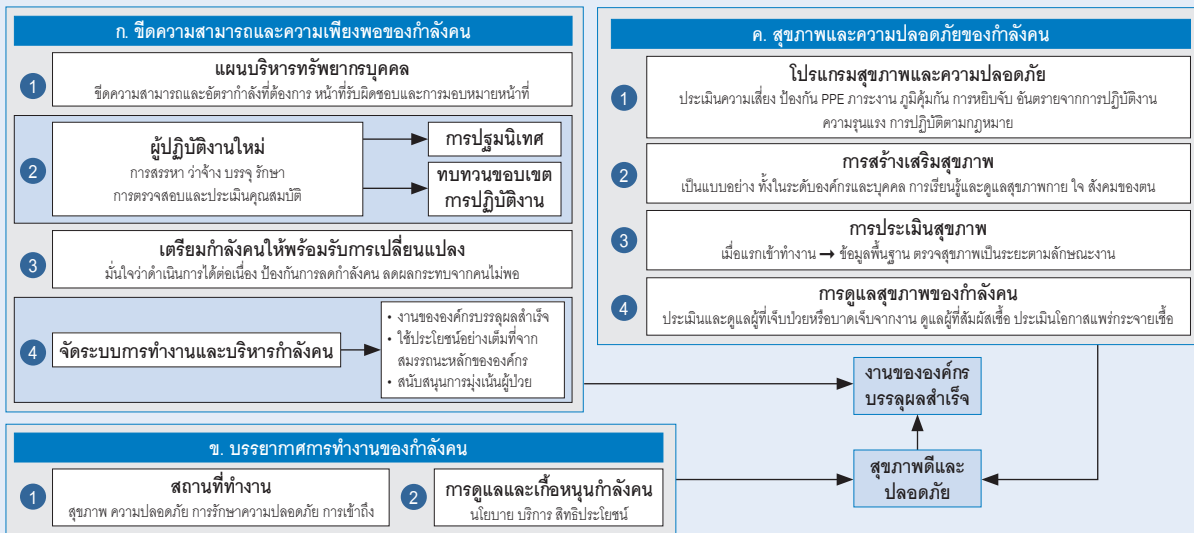 ก. ขีดความสามารถและความเพียงพอของกำลังคน
1
แผนบริหารทรัพยากรบุคคล
ขีดความสามารถและอัตรากำลังที่ต้องการ หน้าที่รับผิดชอบและการมอบหมายหน้าที่
2
ผู้ปฏิบัติงานใหม่
การสรรหา ว่าจ้าง บรรจุ รักษา
การตรวจสอบและประเมินคุณสมบัติ
การปฐมนิเทศ
ทบทวนขอบเขต
การปฏิบัติงาน
3
เตรียมกำลังคนให้พร้อมรับการเปลี่ยนแปลง
มั่นใจว่าดำเนินการได้ต่อเนื่อง ป้องกันการลดกำลังคน ลดผลกระทบจากคนไม่พอ
4
จัดระบบการทำงานและบริหารกำลังคน
• งานขององค์กรบรรลุผลสำเร็จ
• ใช้ประโยชน์อย่างเต็มที่จาก
สมรรถนะหลักขององค์กร
• สนับสนุนการมุ่งเน้นผู้ป่วย
ข. บรรยากาศการทำงานของกำลังคน
1
สถานที่ทำงาน
สุขภาพ ความปลอดภัย การรักษาความปลอดภัย การเข้าถึง
2
การดูแลและเกื้อหนุนกำลังคน
นโยบาย บริการ สิทธิประโยชน์
ค. สุขภาพและความปลอดภัยของกำลังคน
1
โปรแกรมสุขภาพและความปลอดภัย
ประเมินความเสี่ยง ป้องกัน PPE ภาระงาน ภูมิคุ้มกัน การหยิบจับ อันตรายจากการปฏิบัติงาน
ความรุนแรง การปฏิบัติตามกฎหมาย
2
การสร้างเสริมสุขภาพ
เป็นแบบอย่าง ทั้งในระดับองค์กรและบุคคล การเรียนรู้และดูแลสุขภาพกาย ใจ สังคมของตน
3
การประเมินสุขภาพ
เมื่อแรกเข้าทำงาน → ข้อมูลพื้นฐาน ตรวจสุขภาพเป็นระยะตามลักษณะงาน
4
การดูแลสุขภาพของกำลังคน
ประเมินและดูแลผู้ที่เจ็บป่วยหรือบาดเจ็บจากงาน ดูแลผู้ที่สัมผัสเชื้อ ประเมินโอกาสแพร่กระจายเชื้อ
งานขององค์กร
บรรลุผลสำเร็จ
สุขภาพดีและ
ปลอดภัย